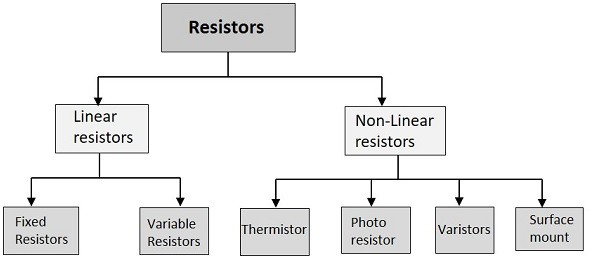 Resistors
Linear
resistors
Non-Linear
resistors
Fixed
Resistors
Variable
Resistors
Thermistor
Photo
resistor
Varistors
Surface
mount